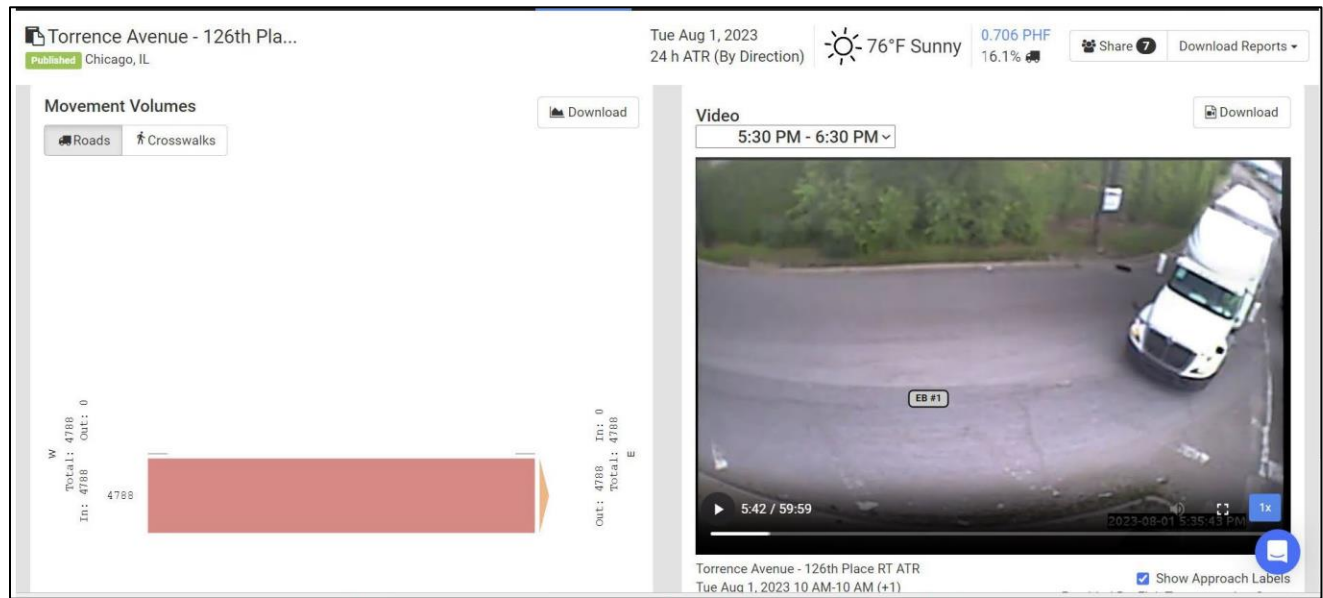 Torrence Avenue - 126th Pla...
Published Chicago, IL
Tue Aug 1, 2023
24 h ATR (By Direction)
76°F Sunny
0.706 PHF
16.1%
Share 7
Download Reports
Movement Volumes
Download
Roads
Crosswalks
W
Total: 4788
In: 4788 Out: 0
4788
Out: 4788 In: 0
Total: 4788
E
Video
Download
5:30 PM - 6:30 PM
EB #1
5:42 / 59:59
1x
2023-08-01 5:35:43 PM
Torrence Avenue - 126th Place RT ATR
Tue Aug 1, 2023 10 AM-10 AM (+1)
Show Approach Labels